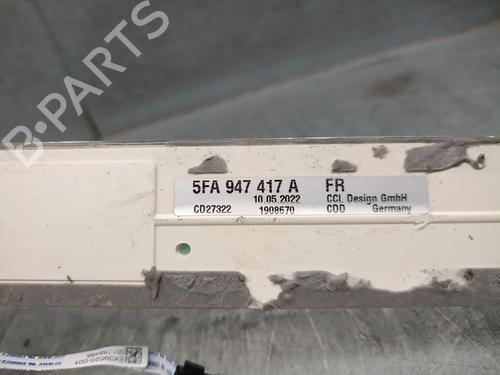 B-PARTS
5FA 947 417 A FR
10.05.2022 CCL Design GmbH
CD27322 1908670 CDD Germany